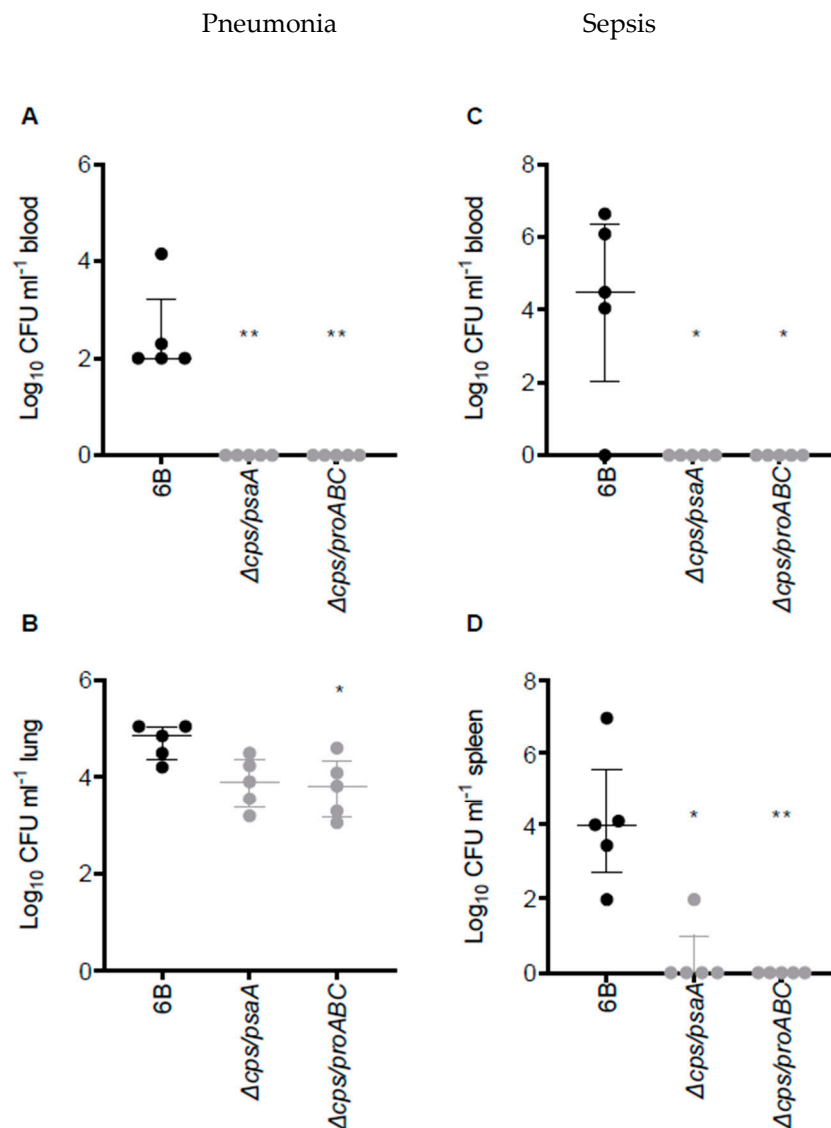 Pneumonia Sepsis
A
Log₁₀ CFU ml⁻¹ blood
6
4
2
0
** **
6B
Δcps/psaA
Δcps/proABC
C
Log₁₀ CFU ml⁻¹ blood
8
6
4
2
0
* *
6B
Δcps/psaA
Δcps/proABC
B
Log₁₀ CFU ml⁻¹ lung
6
4
2
0
*
6B
Δcps/psaA
Δcps/proABC
D
Log₁₀ CFU ml⁻¹ spleen
8
6
4
2
0
* **
6B
Δcps/psaA
Δcps/proABC